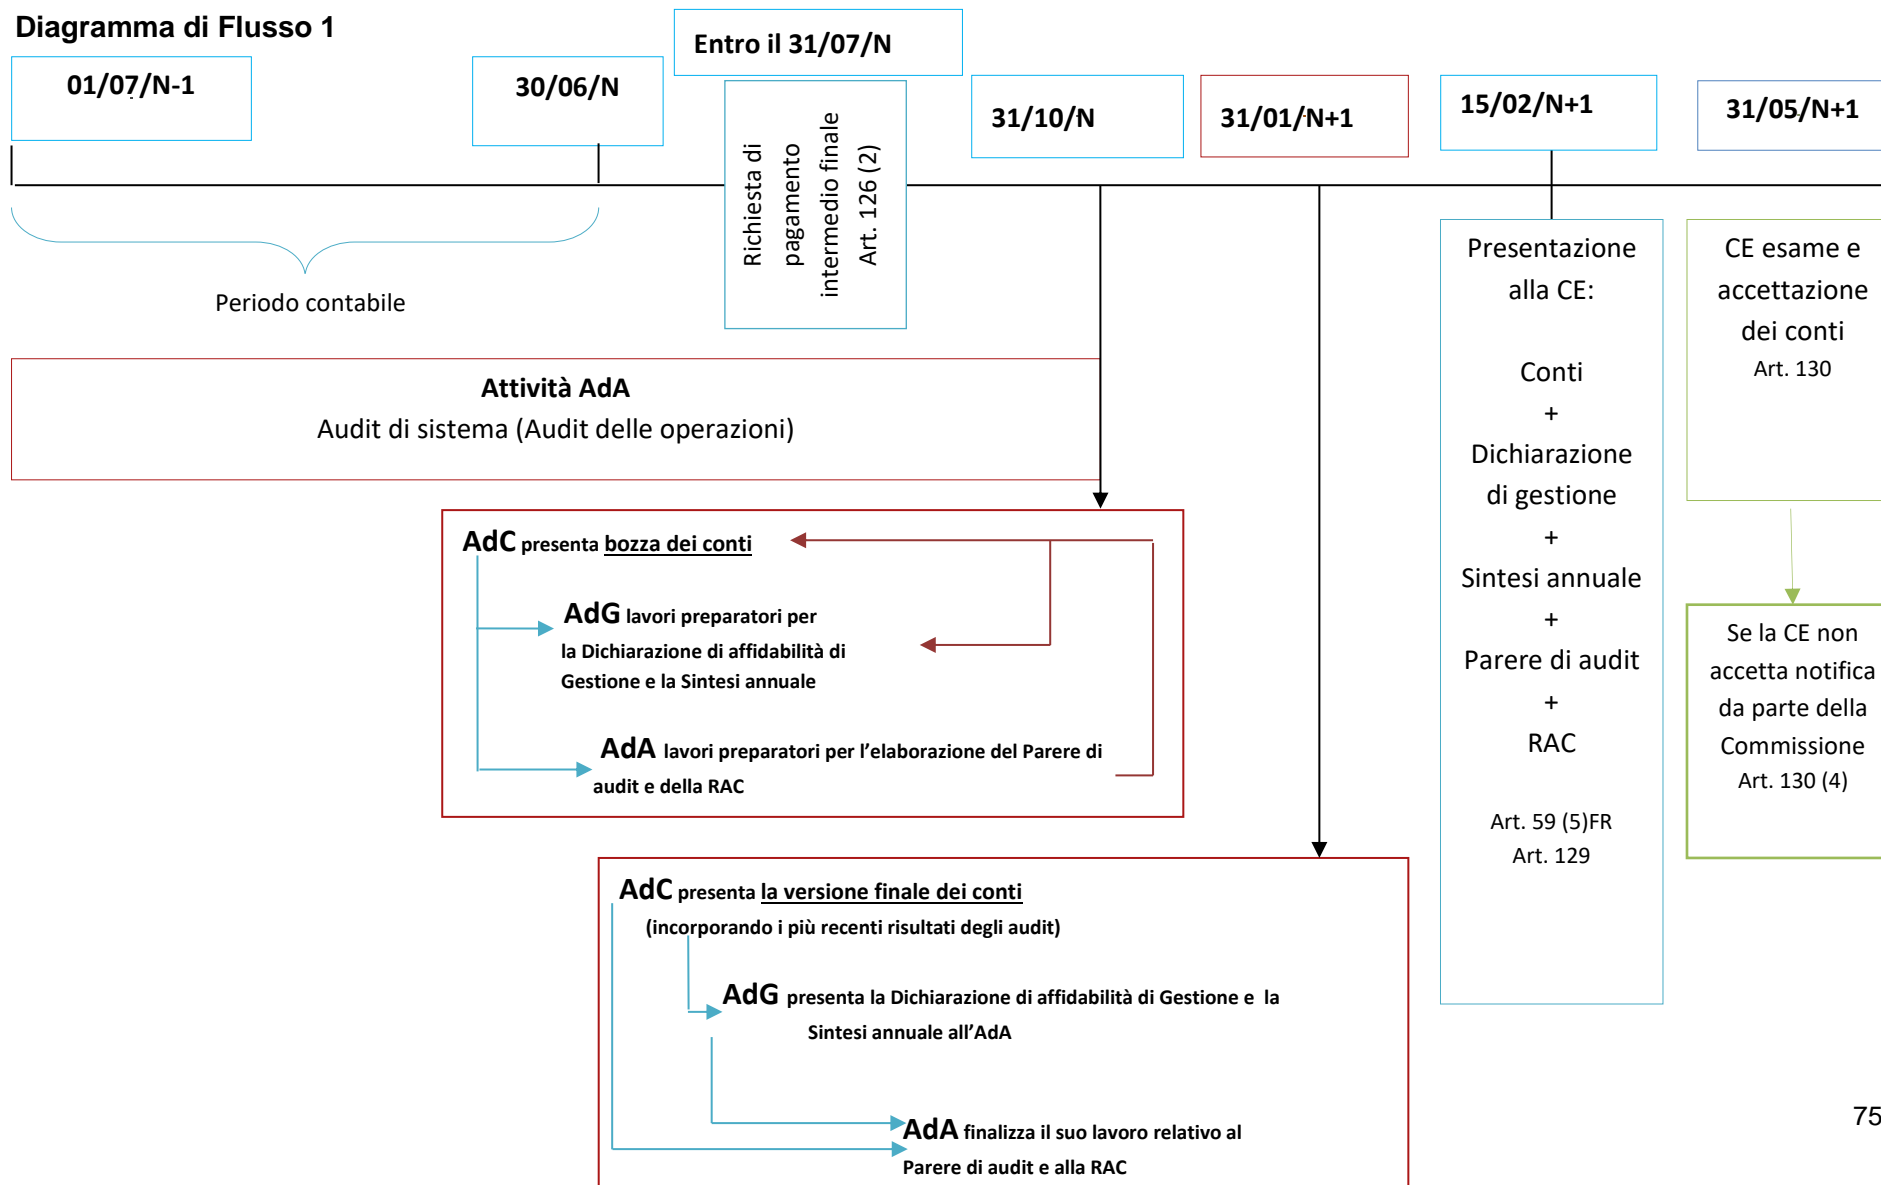 Diagramma di Flusso 1
01/07/N-1
30/06/N
Entro il 31/07/N
31/10/N
31/01/N+1
15/02/N+1
31/05/N+1
Richiesta di
pagamento
intermedio finale
Art. 126 (2)
Periodo contabile
Attività AdA
Audit di sistema (Audit delle operazioni)
AdC presenta bozza dei conti
AdG lavori preparatori per
la Dichiarazione di affidabilità di
Gestione e la Sintesi annuale
AdA lavori preparatori per l’elaborazione del Parere di
audit e della RAC
AdC presenta la versione finale dei conti
(incorporando i più recenti risultati degli audit)
AdG presenta la Dichiarazione di affidabilità di Gestione e la
Sintesi annuale all’AdA
AdA finalizza il suo lavoro relativo al
Parere di audit e alla RAC
Presentazione
alla CE:
Conti
+
Dichiarazione
di gestione
+
Sintesi annuale
+
Parere di audit
+
RAC
Art. 59 (5)FR
Art. 129
CE esame e
accettazione
dei conti
Art. 130
Se la CE non
accetta notifica
da parte della
Commissione
Art. 130 (4)
75